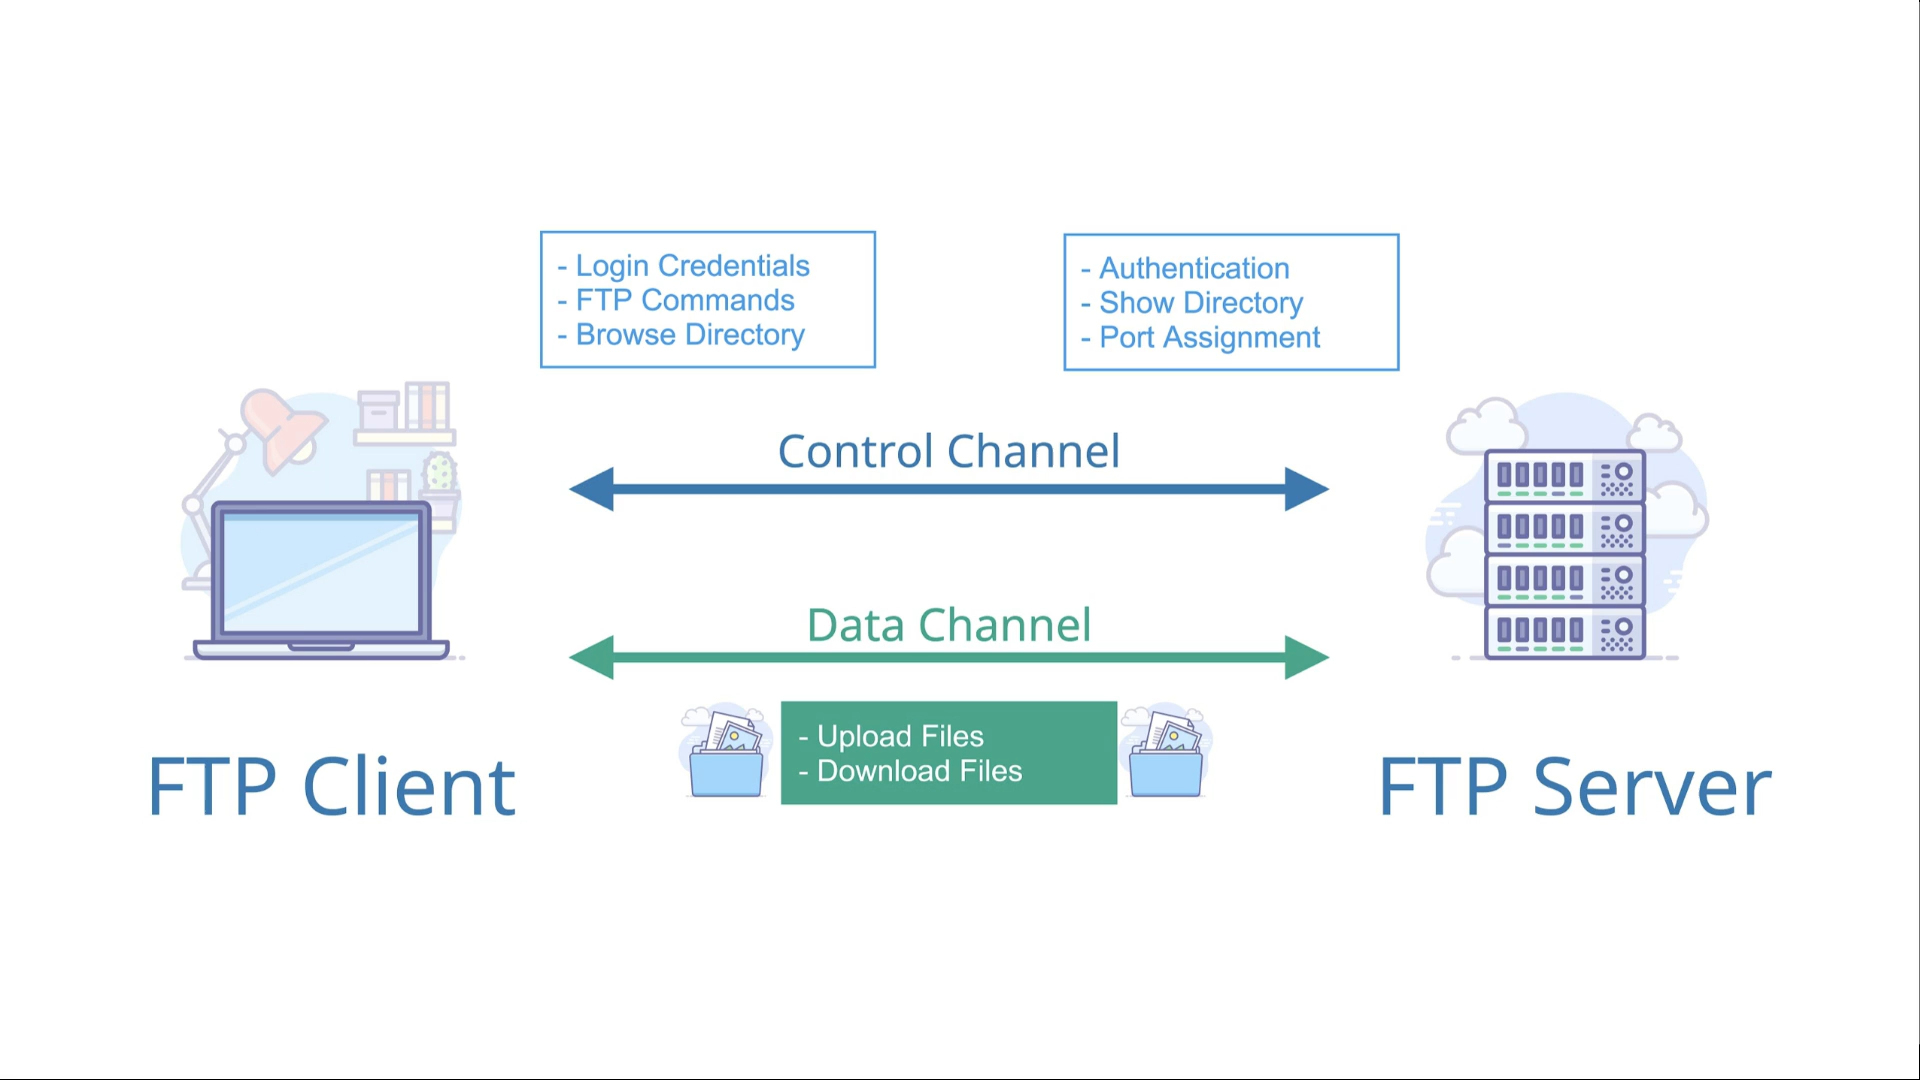 - Login Credentials
- FTP Commands
- Browse Directory
- Authentication
- Show Directory
- Port Assignment
Control Channel
Data Channel
- Upload Files
- Download Files
FTP Client
FTP Server